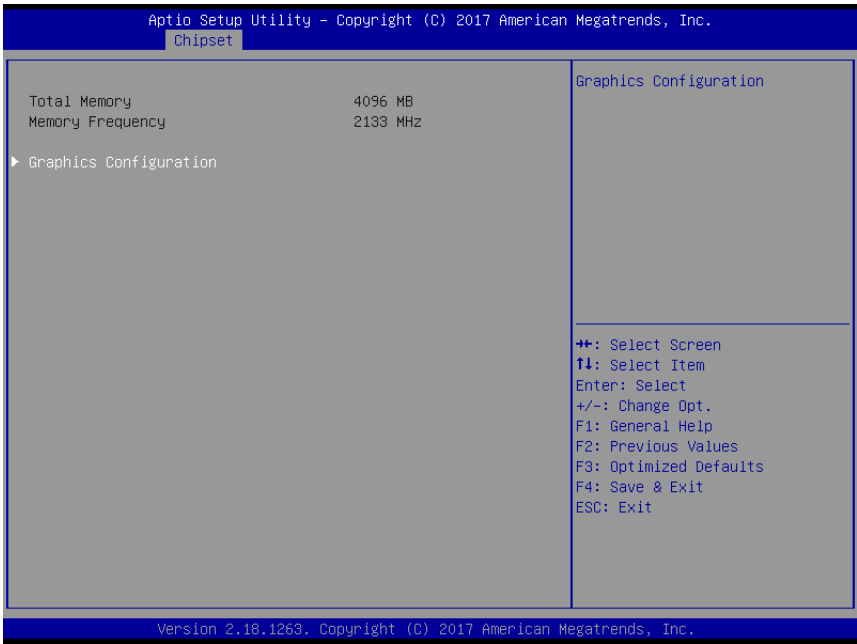 Aptio Setup Utility – Copyright (C) 2017 American Megatrends, Inc.
Chipset
Total Memory 4096 MB
Memory Frequency 2133 MHz
Graphics Configuration
Graphics Configuration
→←: Select Screen
↑↓: Select Item
Enter: Select
+/-: Change Opt.
F1: General Help
F2: Previous Values
F3: Optimized Defaults
F4: Save & Exit
ESC: Exit
Version 2.18.1263. Copyright (C) 2017 American Megatrends, Inc.